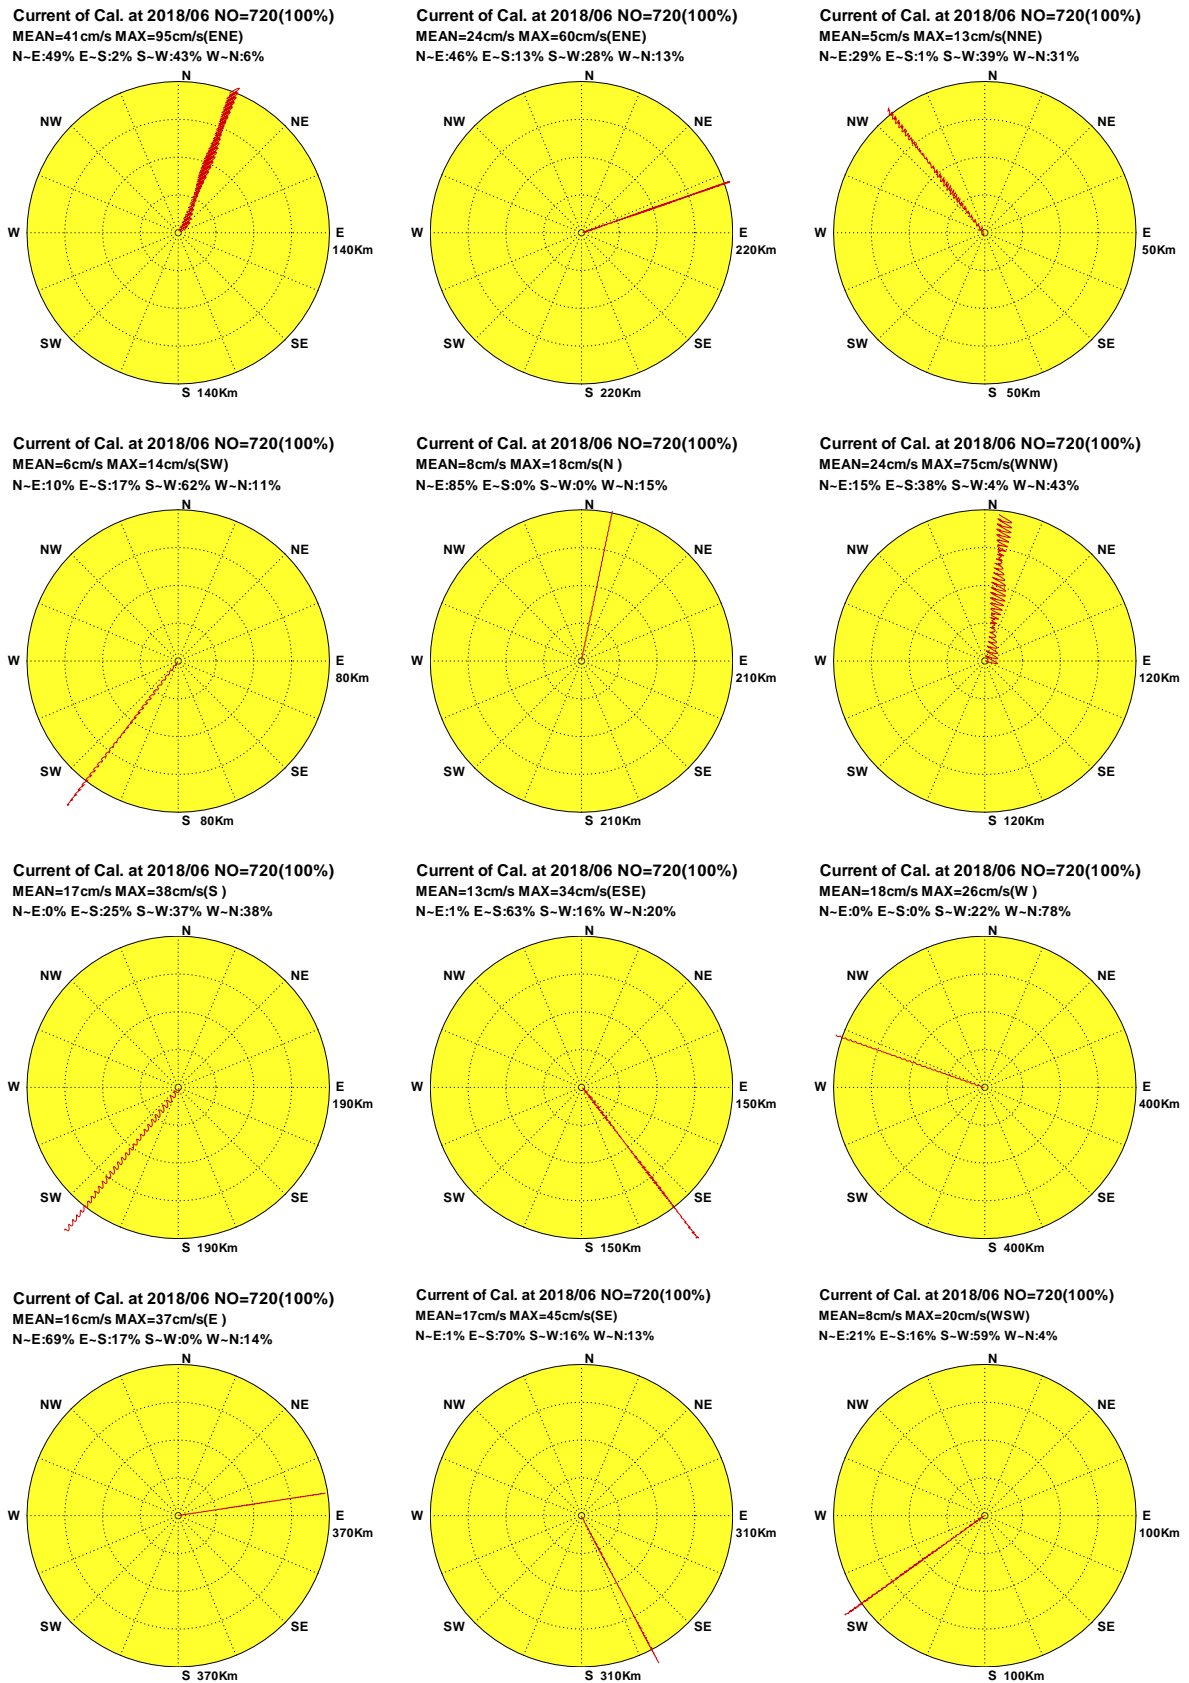 Current of Cal. at 2018/06 NO=720(100%)
MEAN=41cm/s MAX=95cm/s(ENE)
N~E:49% E~S:2% S~W:43% W~N:6%
N
NW
NE
W
E
140Km
SW
SE
S 140Km
Current of Cal. at 2018/06 NO=720(100%)
MEAN=24cm/s MAX=60cm/s(ENE)
N~E:46% E~S:13% S~W:28% W~N:13%
N
NW
NE
W
E
220Km
SW
SE
S 220Km
Current of Cal. at 2018/06 NO=720(100%)
MEAN=5cm/s MAX=13cm/s(NNE)
N~E:29% E~S:1% S~W:39% W~N:31%
N
NW
NE
W
E
50Km
SW
SE
S 50Km
Current of Cal. at 2018/06 NO=720(100%)
MEAN=6cm/s MAX=14cm/s(SW)
N~E:10% E~S:17% S~W:62% W~N:11%
N
NW
NE
W
E
80Km
SW
SE
S 80Km
Current of Cal. at 2018/06 NO=720(100%)
MEAN=8cm/s MAX=18cm/s(N )
N~E:85% E~S:0% S~W:0% W~N:15%
N
NW
NE
W
E
210Km
SW
SE
S 210Km
Current of Cal. at 2018/06 NO=720(100%)
MEAN=24cm/s MAX=75cm/s(WNW)
N~E:15% E~S:38% S~W:4% W~N:43%
N
NW
NE
W
E
120Km
SW
SE
S 120Km
Current of Cal. at 2018/06 NO=720(100%)
MEAN=17cm/s MAX=38cm/s(S )
N~E:0% E~S:25% S~W:37% W~N:38%
N
NW
NE
W
E
190Km
SW
SE
S 190Km
Current of Cal. at 2018/06 NO=720(100%)
MEAN=13cm/s MAX=34cm/s(ESE)
N~E:1% E~S:63% S~W:16% W~N:20%
N
NW
NE
W
E
150Km
SW
SE
S 150Km
Current of Cal. at 2018/06 NO=720(100%)
MEAN=18cm/s MAX=26cm/s(W )
N~E:0% E~S:0% S~W:22% W~N:78%
N
NW
NE
W
E
400Km
SW
SE
S 400Km
Current of Cal. at 2018/06 NO=720(100%)
MEAN=16cm/s MAX=37cm/s(E )
N~E:69% E~S:17% S~W:0% W~N:14%
N
NW
NE
W
E
370Km
SW
SE
S 370Km
Current of Cal. at 2018/06 NO=720(100%)
MEAN=17cm/s MAX=45cm/s(SE)
N~E:1% E~S:70% S~W:16% W~N:13%
N
NW
NE
W
E
310Km
SW
SE
S 310Km
Current of Cal. at 2018/06 NO=720(100%)
MEAN=8cm/s MAX=20cm/s(WSW)
N~E:21% E~S:16% S~W:59% W~N:4%
N
NW
NE
W
E
100Km
SW
SE
S 100Km